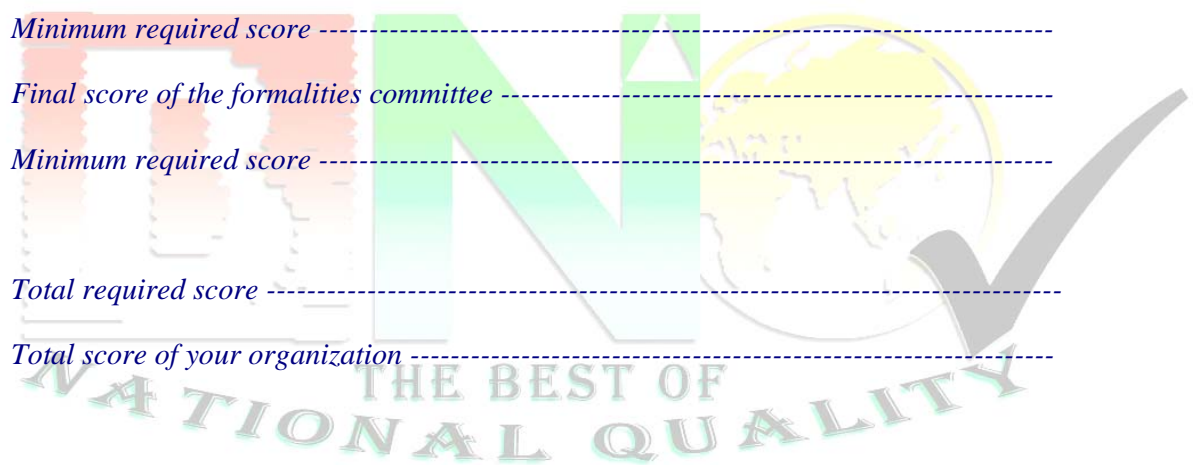 Minimum required score ------------------------------------------------------------------------
Final score of the formalities committee ------------------------------------------------------
Minimum required score ------------------------------------------------------------------------
Total required score ------------------------------------------------------------------------------
Total score of your organization ---------------------------------------------------------------
THE BEST OF
NATIONAL QUALITY